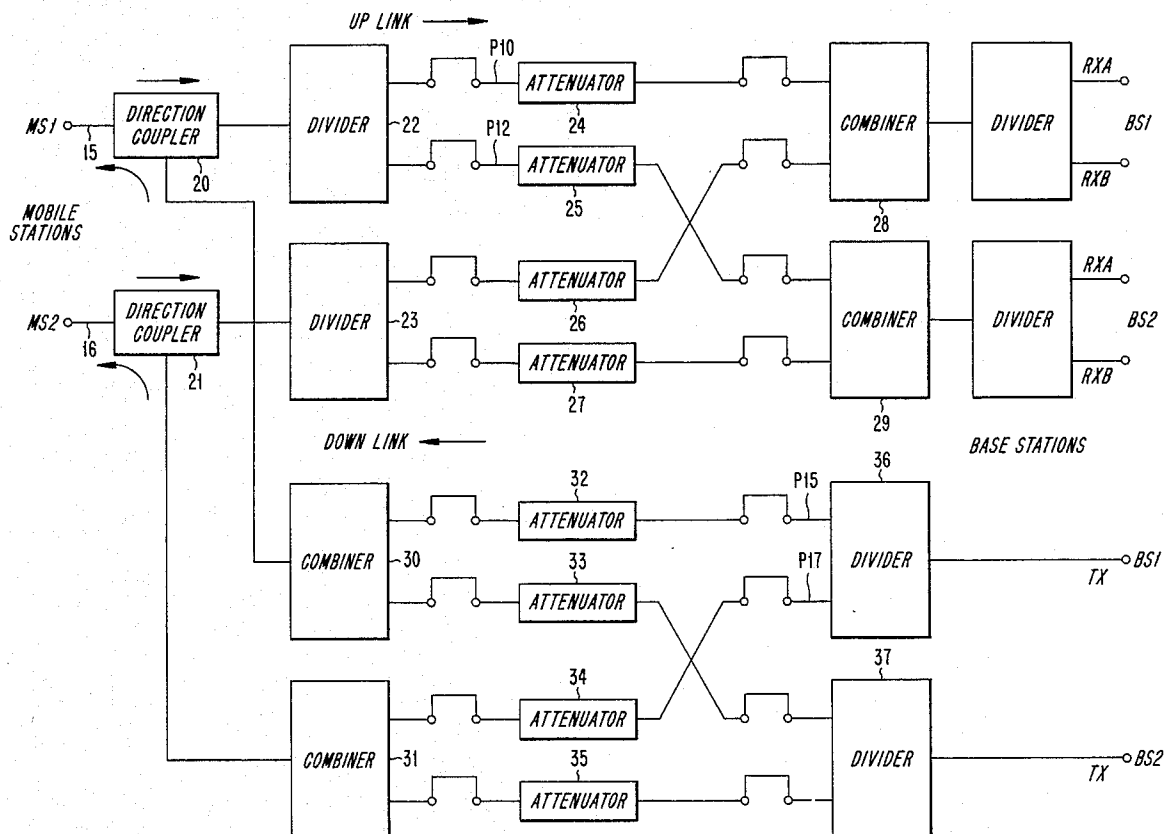 UP LINK
P10
ATTENUATOR
24
DIRECTION
COUPLER
20
MS1
15
DIVIDER
22
P12
ATTENUATOR
25
COMBINER
28
DIVIDER
RXA
BS1
RXB
MOBILE
STATIONS
MS2
16
DIRECTION
COUPLER
21
DIVIDER
23
ATTENUATOR
26
ATTENUATOR
27
COMBINER
29
DIVIDER
RXA
BS2
RXB
DOWN LINK
BASE STATIONS
COMBINER
30
32
ATTENUATOR
33
ATTENUATOR
P15
P17
36
DIVIDER
TX
BS1
COMBINER
31
34
ATTENUATOR
35
ATTENUATOR
37
DIVIDER
TX
BS2